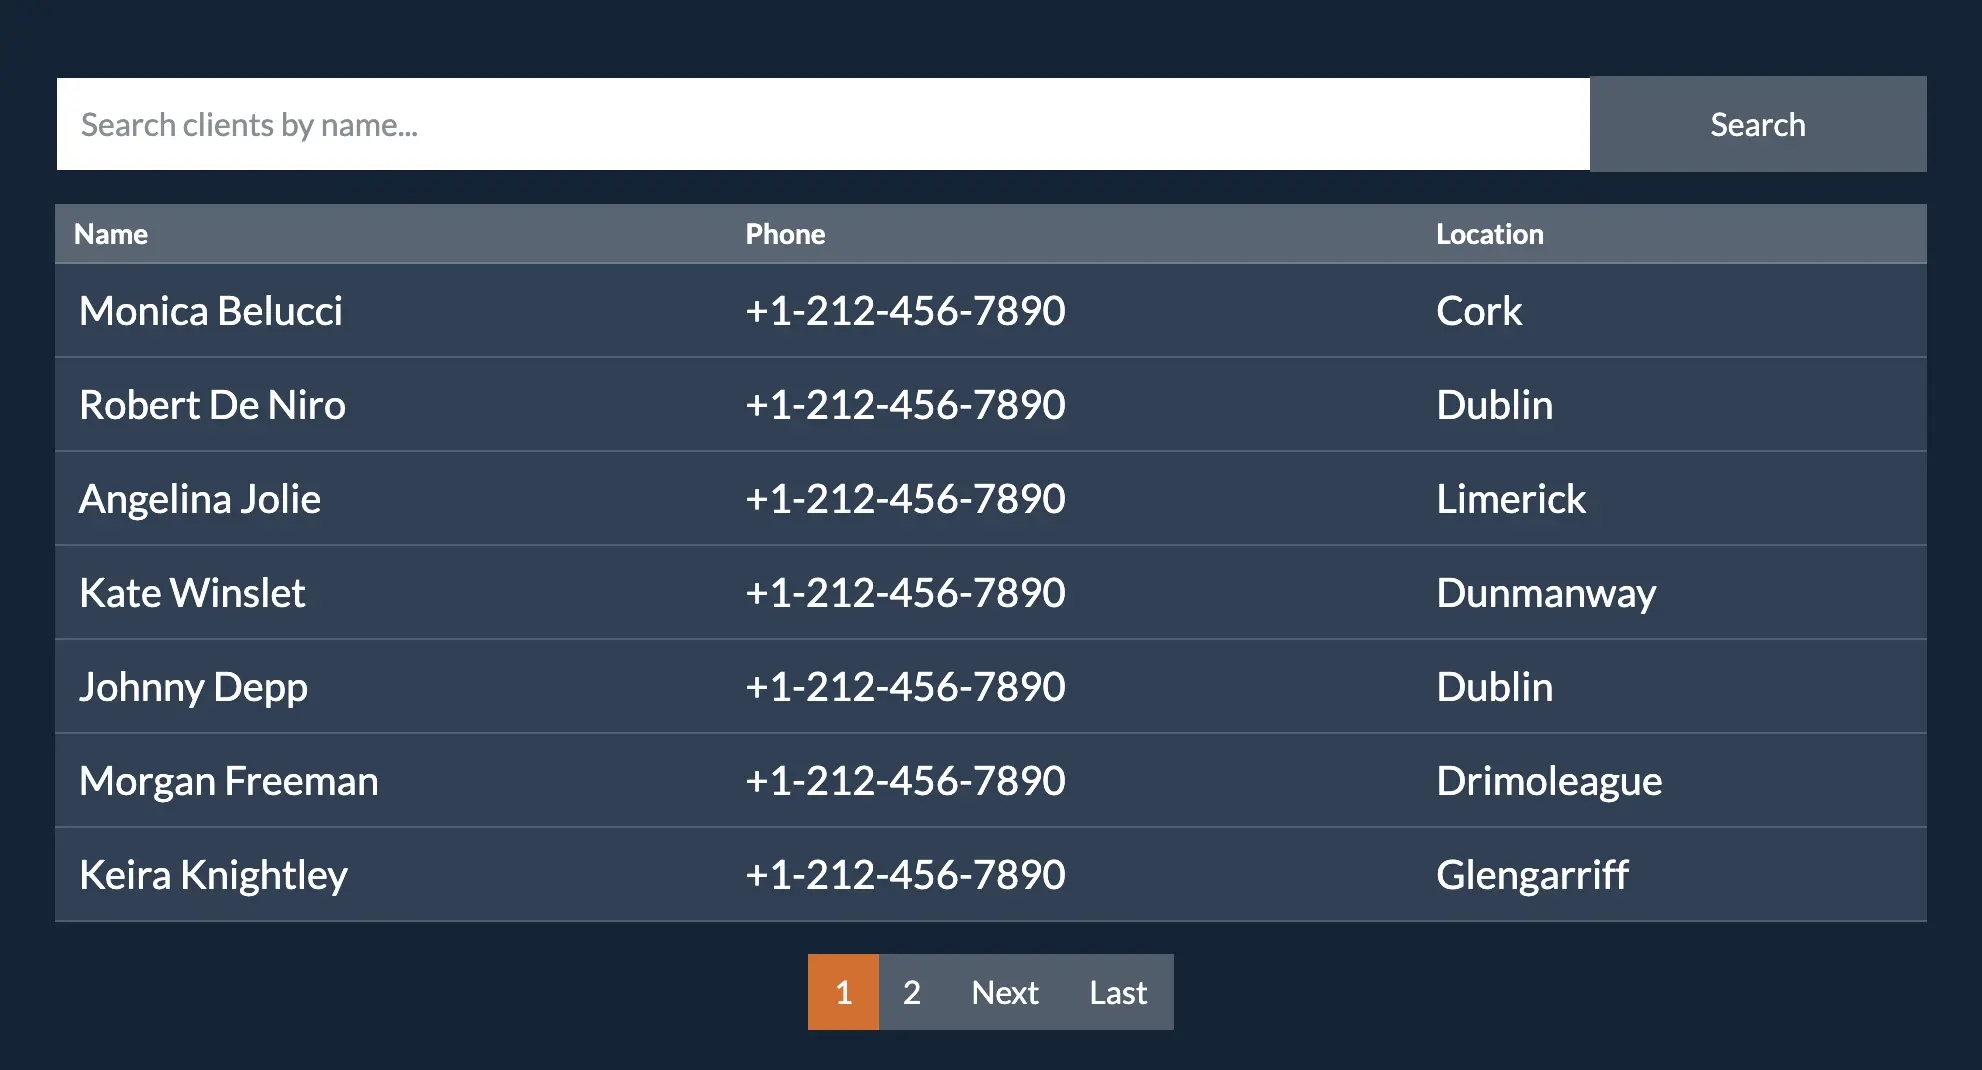 Search clients by name... Search
Name Phone Location
Monica Belucci +1-212-456-7890 Cork
Robert De Niro +1-212-456-7890 Dublin
Angelina Jolie +1-212-456-7890 Limerick
Kate Winslet +1-212-456-7890 Dunmanway
Johnny Depp +1-212-456-7890 Dublin
Morgan Freeman +1-212-456-7890 Drimoleague
Keira Knightley +1-212-456-7890 Glengarriff
1 2 Next Last